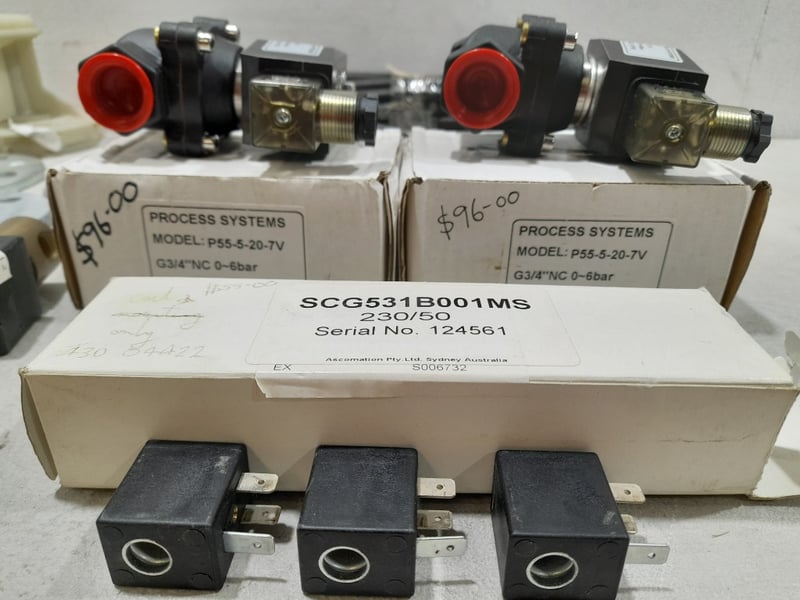 $96-00
PROCESS SYSTEMS
MODEL: P55-5-20-7V
G3/4"NC 0~6bar
$96-00
PROCESS SYSTEMS
MODEL: P55-5-20-7V
G3/4"NC 0~6bar
SCG531B001MS
230/50
Serial No. 124561
Ascomation Pty.Ltd, Sydney Australia
EX S006732
only